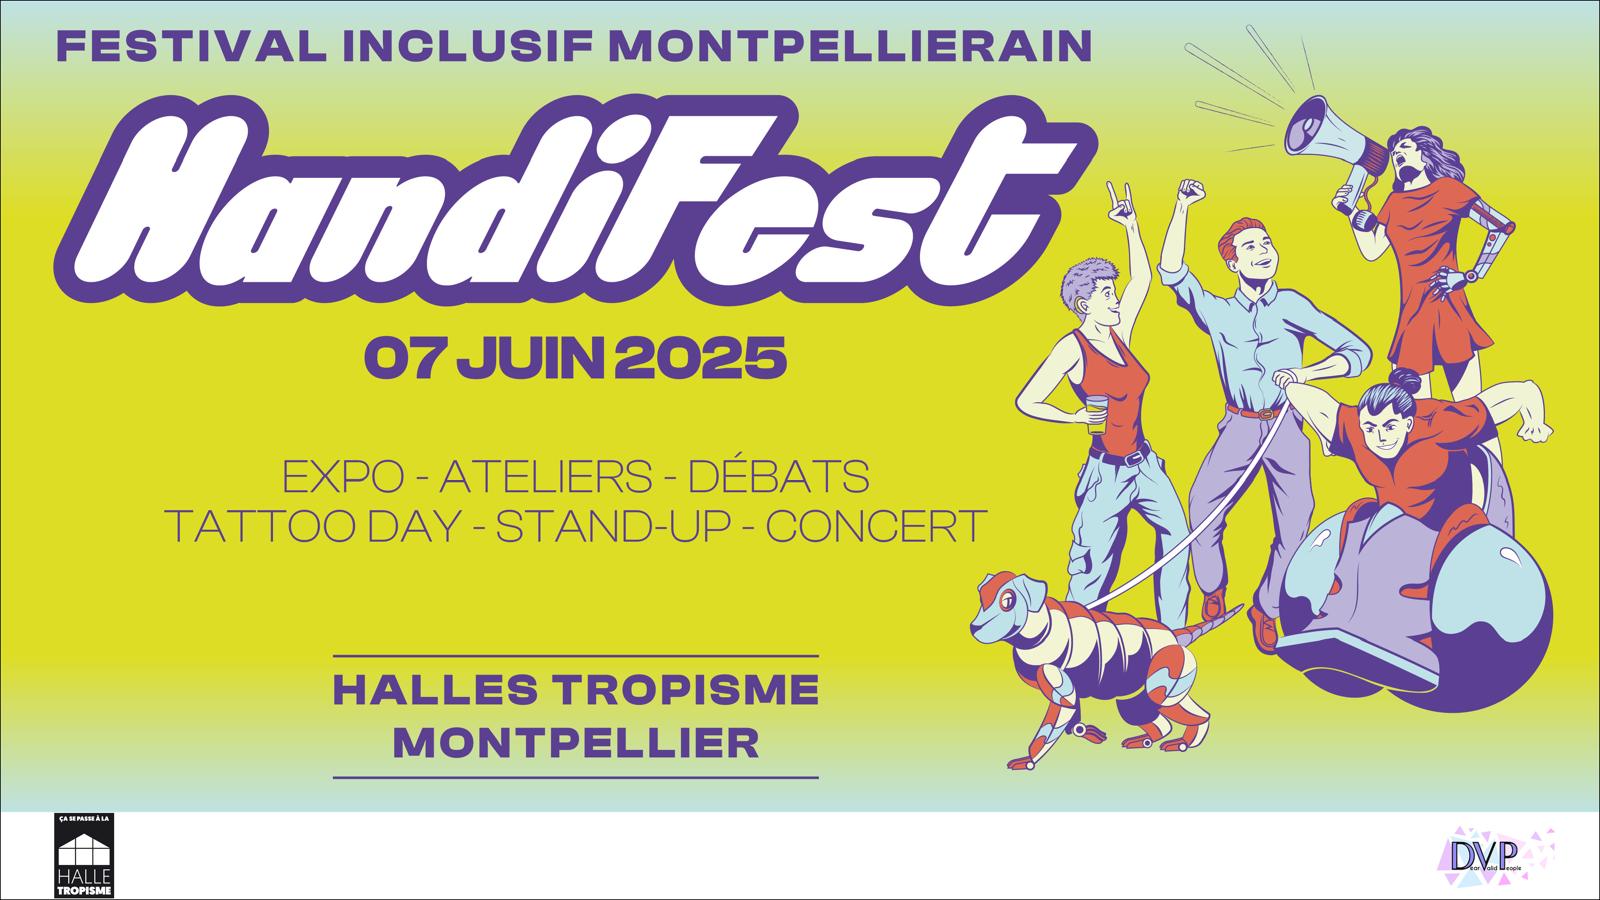 FESTIVAL INCLUSIF MONTPELLIERAIN
HandiFest
07 JUIN 2025
EXPO - ATELIERS - DÉBATS
TATTOO DAY - STAND-UP - CONCERT
HALLES TROPISME
MONTPELLIER
ÇA SE PASSE À LA
HALLE
TROPISME
DVP
Dear Valid People